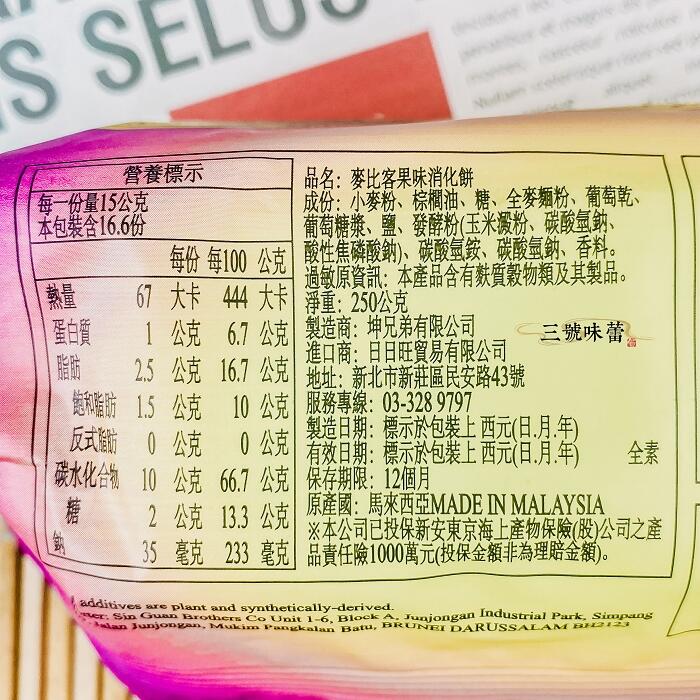 S SELUS
營養標示
每一份量15公克
本包裝含16.6份
每份 每100 公克
熱量 67 大卡 444 大卡
蛋白質 1 公克 6.7 公克
脂肪 2.5 公克 16.7 公克
飽和脂肪 1.5 公克 10 公克
反式脂肪 0 公克 0 公克
碳水化合物 10 公克 66.7 公克
糖 2 公克 13.3 公克
鈉 35 毫克 233 毫克
品名：麥比客果味消化餅
成份：小麥粉、棕櫚油、糖、全麥麵粉、葡萄乾、
葡萄糖漿、鹽、發酵粉(玉米澱粉、碳酸氫鈉、
酸性焦磷酸鈉)、碳酸氫銨、碳酸氫鈉、香料。
過敏原資訊：本產品含有麩質穀物類及其製品。
淨重：250公克
製造商：坤兄弟有限公司
進口商：日日旺貿易有限公司
地址：新北市新莊區民安路43號
服務專線：03-328 9797
製造日期：標示於包裝上 西元(日.月.年)
有效日期：標示於包裝上 西元(日.月.年)
全素
保存期限：12個月
原產國：馬來西亞MADE IN MALAYSIA
※本公司已投保新安東京海上產物保險(股)公司之產
品責任險1000萬元(投保金額非為理賠金額)。
三號味蕾
additives are plant and synthetically-derived.
Sin Guan Brothers Co Unit 1-6, Block A, Junjongan Industrial Park, Simpang
Jalan Junjongan, Mukim Pangkalan Batu, BRUNEI DARUSSALAM BH2123